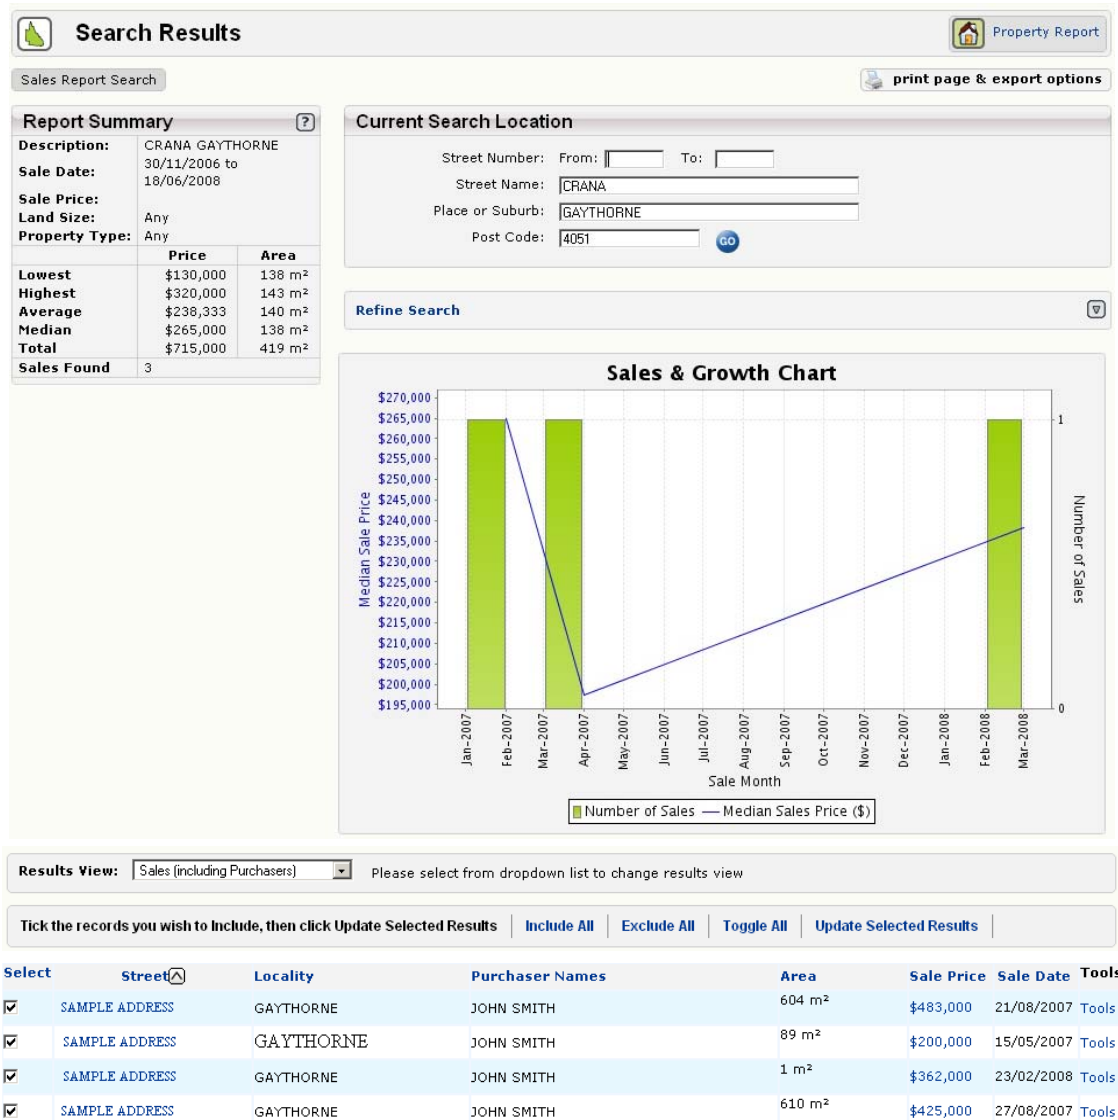 Search Results
Property Report
Sales Report Search
print page & export options
Report Summary
?
Description: CRANA GAYTHORNE
Sale Date: 30/11/2006 to
18/06/2008
Sale Price:
Land Size: Any
Property Type: Any
Price Area
Lowest $130,000 138 m²
Highest $320,000 143 m²
Average $238,333 140 m²
Median $265,000 138 m²
Total $715,000 419 m²
Sales Found 3
Current Search Location
Street Number: From: To:
Street Name: CRANA
Place or Suburb: GAYTHORNE
Post Code: 4051 GO
Refine Search
Sales & Growth Chart
$270,000
$265,000 1
$260,000
$255,000
$250,000
$245,000
$240,000
$235,000
$230,000
$225,000
$220,000
$215,000
$210,000
$205,000
$200,000
$195,000 0
Median Sale Price
Number of Sales
Jan-2007 Feb-2007 Mar-2007 Apr-2007 May-2007 Jun-2007 Jul-2007 Aug-2007 Sep-2007 Oct-2007 Nov-2007 Dec-2007 Jan-2008 Feb-2008 Mar-2008
Sale Month
Number of Sales Median Sales Price ($)
Results View: Sales (including Purchasers) Please select from dropdown list to change results view
Tick the records you wish to Include, then click Update Selected Results Include All Exclude All Toggle All Update Selected Results
Select Street Locality Purchaser Names Area Sale Price Sale Date Tools
SAMPLE ADDRESS GAYTHORNE JOHN SMITH 604 m² $483,000 21/08/2007 Tools
SAMPLE ADDRESS GAYTHORNE JOHN SMITH 89 m² $200,000 15/05/2007 Tools
SAMPLE ADDRESS GAYTHORNE JOHN SMITH 1 m² $362,000 23/02/2008 Tools
SAMPLE ADDRESS GAYTHORNE JOHN SMITH 610 m² $425,000 27/08/2007 Tools